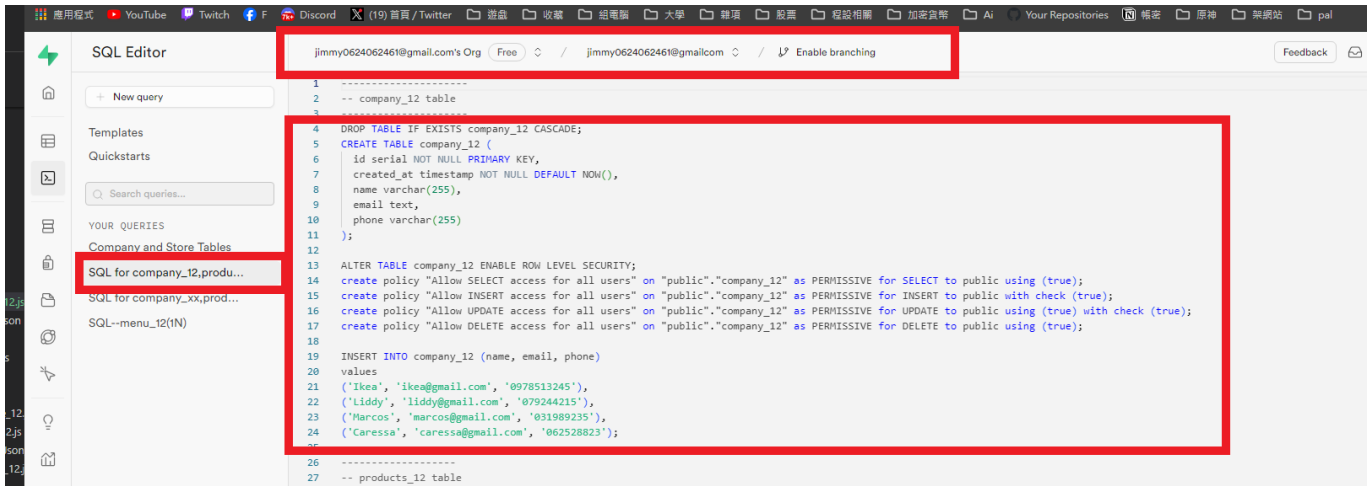 應用程式 YouTube Twitch F Discord (19) 首頁 / Twitter 遊戲 收藏 組電腦 大學 雜項 股票 程設相關 加密貨幣 Ai Your Repositories 帳密 原神 架網站 pal
SQL Editor
jimmy0624062461@gmail.com's Org Free / jimmy0624062461@gmailcom / Enable branching
Feedback
+ New query
Templates
Quickstarts
Search queries...
YOUR QUERIES
Company and Store Tables
SQL for company_12,produ...
SQL for company_xx,prod...
SQL--menu_12(1N)
1 ---------------------
2 -- company_12 table
3 ---------------------
4 DROP TABLE IF EXISTS company_12 CASCADE;
5 CREATE TABLE company_12 (
6 id serial NOT NULL PRIMARY KEY,
7 created_at timestamp NOT NULL DEFAULT NOW(),
8 name varchar(255),
9 email text,
10 phone varchar(255)
11 );
12
13 ALTER TABLE company_12 ENABLE ROW LEVEL SECURITY;
14 create policy "Allow SELECT access for all users" on "public"."company_12" as PERMISSIVE for SELECT to public using (true);
15 create policy "Allow INSERT access for all users" on "public"."company_12" as PERMISSIVE for INSERT to public with check (true);
16 create policy "Allow UPDATE access for all users" on "public"."company_12" as PERMISSIVE for UPDATE to public using (true) with check (true);
17 create policy "Allow DELETE access for all users" on "public"."company_12" as PERMISSIVE for DELETE to public using (true);
18
19 INSERT INTO company_12 (name, email, phone)
20 values
21 ('Ikea', 'ikea@gmail.com', '0978513245'),
22 ('Liddy', 'liddy@gmail.com', '079244215'),
23 ('Marcos', 'marcos@gmail.com', '031989235'),
24 ('Caressa', 'caressa@gmail.com', '062528823');
26 ---------------------
27 -- products_12 table
12.js
son
s
_12.
2.js
Json
_12.j